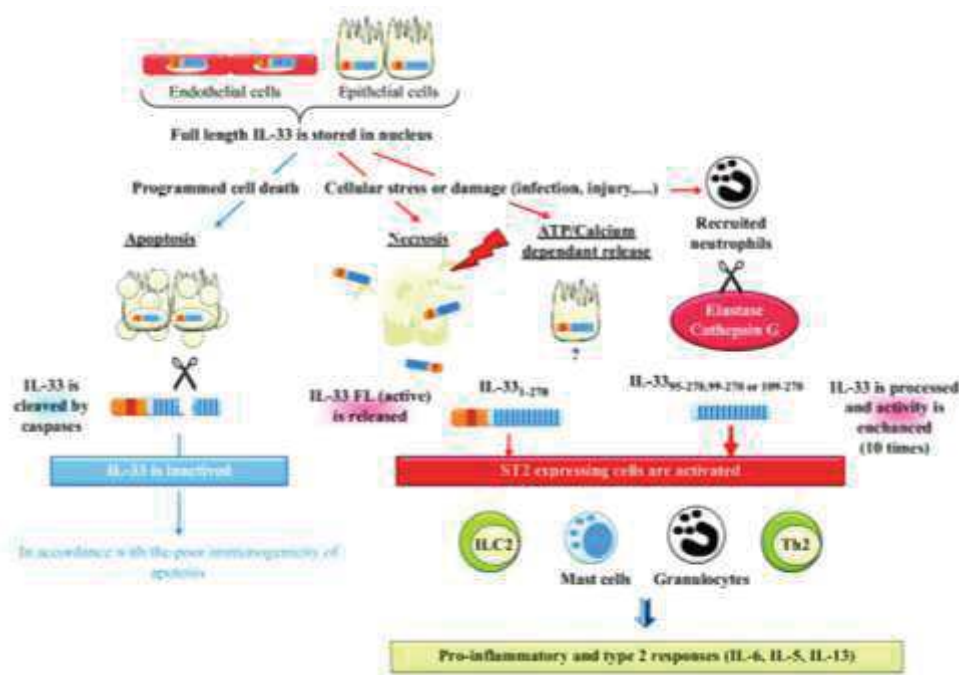 Endothelial cells
Epithelial cells
Full length IL-33 is stored in nucleus
Programmed cell death
Cellular stress or damage (infection, injury,....)
Recruited
neutrophils
Apoptosis
Necrosis
ATP/Calcium
dependant release
Elastase
Cathepsin G
?
IL-33 is
cleaved by
caspases
IL-33 FL (active)
is released
IL-33 1-270
IL-33 95-270,99-270 or 109-270
IL-33 is processed
and activity is
enchanced
(10 times)
IL-33 is inactived
ST2 expressing cells are activated
In accordance with the poor immunogenicity of
ILC2
Th2
Mast cells
Granulocytes
Pro-inflammatory and type 2 responses (IL-6, IL-5, IL-13)